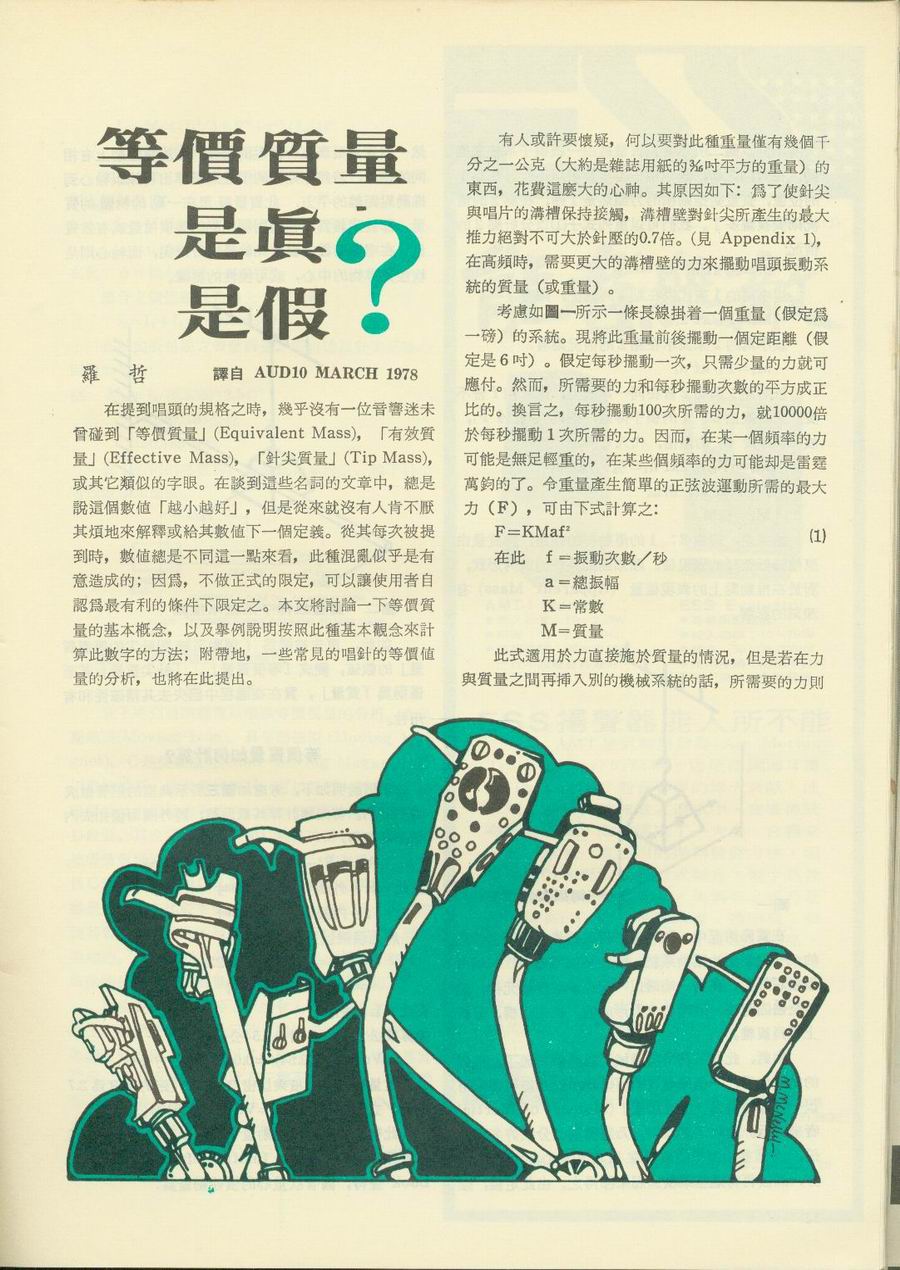 等價質量
是眞
是假?
羅 哲 譯自 AUD10 MARCH 1978
在提到唱頭的規格之時，幾乎沒有一位音響迷未
曾碰到「等價質量」(Equivalent Mass)，「有效質
量」(Effective Mass)，「針尖質量」(Tip Mass)，
或其它類似的字眼。在談到這些名詞的文章中，總是
說這個數值「越小越好」，但是從來就沒有人肯不厭
其煩地來解釋或給其數値下一個定義。從其每次被提
到時，數値總是不同這一點來看，此種混亂似乎是有
意造成的；因爲，不做正式的限定，可以讓使用者自
認爲最有利的條件下限定之。本文將討論一下等價質
量的基本概念，以及舉例說明按照此種基本觀念來計
算此數字的方法；附帶地，一些常見的唱針的等價値
量的分析，也將在此提出。
有人或許要懷疑，何以要對此種重量僅有幾個千
分之一公克（大約是雜誌用紙的 吋平方的重量）的
東西，花費這麼大的心神。其原因如下：爲了使針尖
與唱片的溝槽保持接觸，溝槽壁對針尖所產生的最大
推力絕對不可大於針壓的0.7倍。(見 Appendix 1)，
在高頻時，需要更大的溝槽壁的力來擺動唱頭振動系
統的質量（或重量）。
考慮如圖一所示一條長線掛着一個重量（假定爲
一磅）的系統。現將此重量前後擺動一個定距離（假
定是6吋）。假定每秒擺動一次，只需少量的力就可
應付。然而，所需要的力和每秒擺動次數的平方成正
比的。換言之，每秒擺動100次所需的力，就10000倍
於每秒擺動1次所需的力。因而，在某一個頻率的力
可能是無足輕重的，在某些個頻率的力可能却是雷霆
萬鈞的了。令重量產生簡單的正弦波運動所需的最大
力（F），可由下式計算之：
F=KMaf² (1)
在此 f=振動次數／秒
a=總振幅
K=常數
M=質量
此式適用於力直接施於質量的情況，但是若在力
與質量之間再挿入別的機械系統的話，所需要的力則